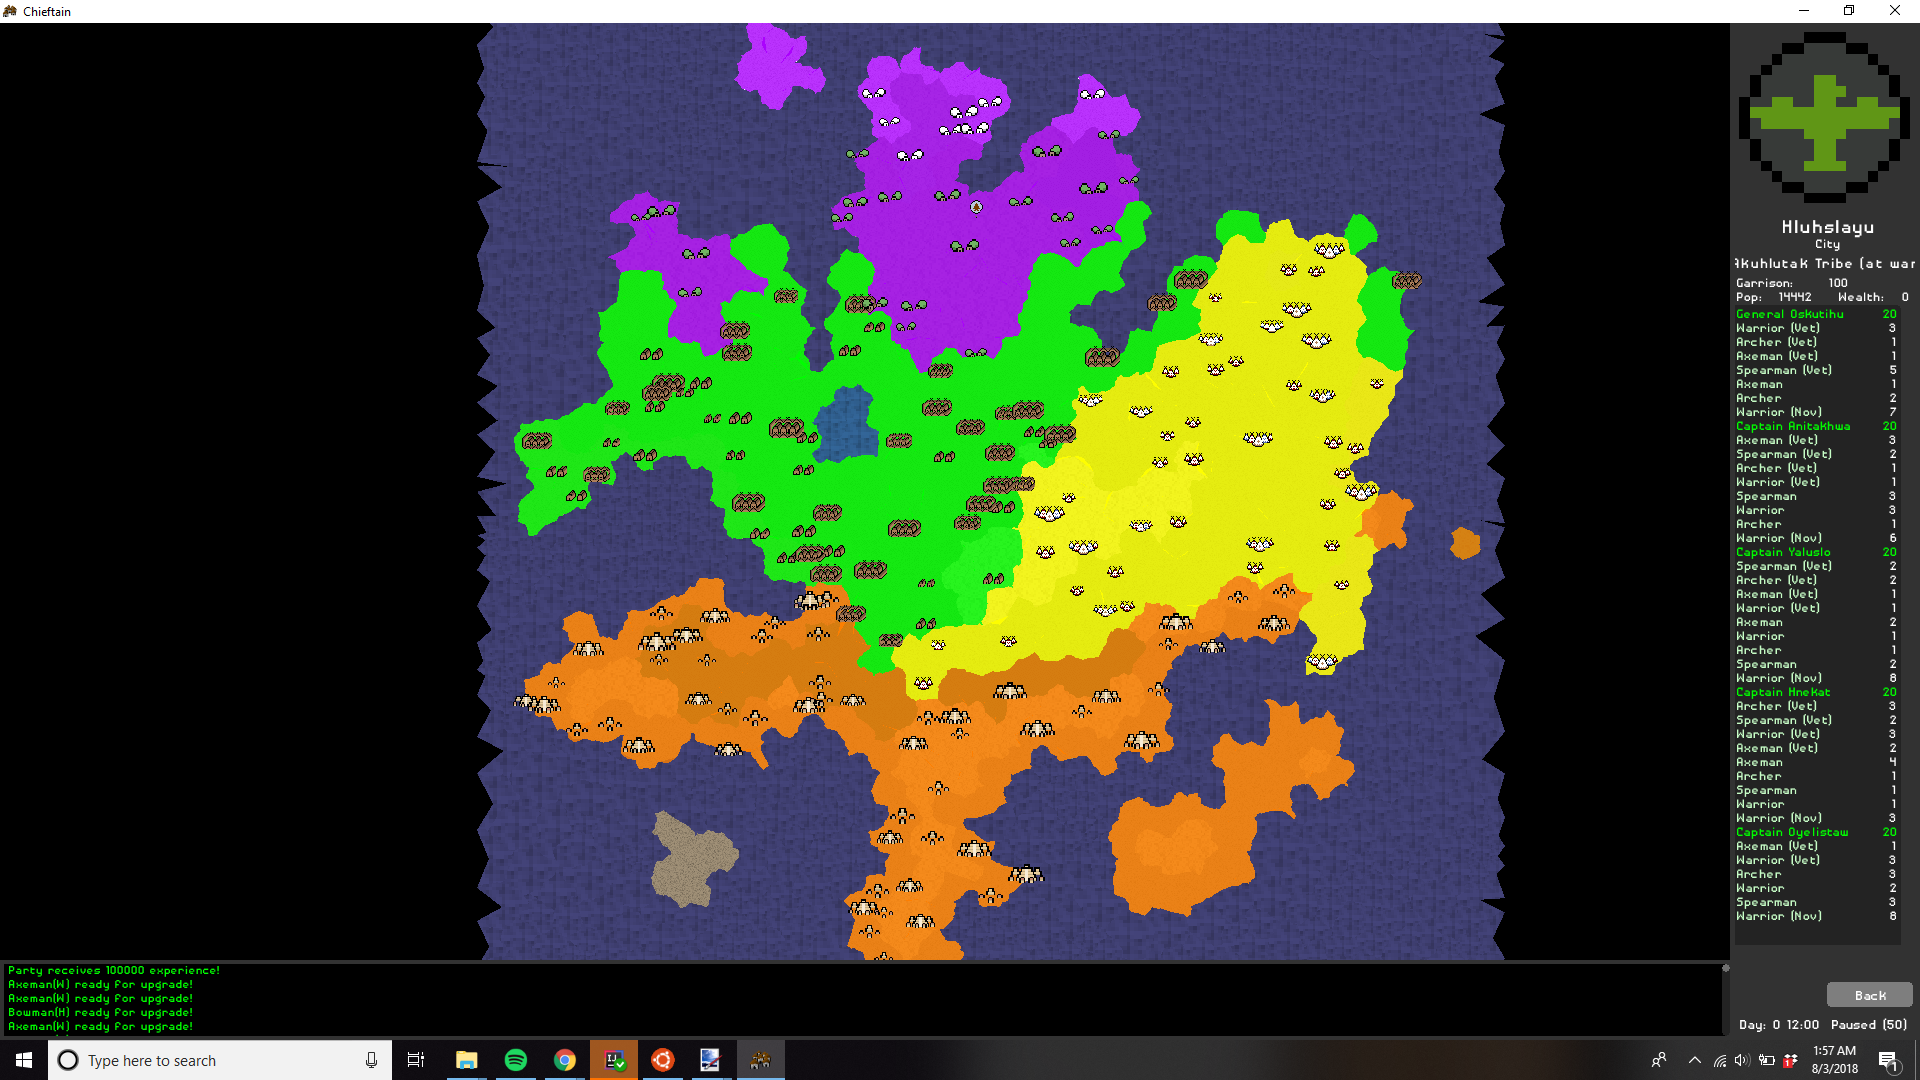 Chieftain
Hluhslayu
City
Akuhlutak Tribe (at war
Garrison: 100
Pop: 14442 Wealth: 0
General Oskutihu 20
Warrior (Vet) 3
Archer (Vet) 1
Axeman (Vet) 1
Spearman (Vet) 5
Axeman 1
Archer 2
Warrior (Nov) 7
Captain Anitakhwa 20
Axeman (Vet) 3
Spearman (Vet) 2
Archer (Vet) 1
Warrior (Vet) 1
Spearman 3
Warrior 3
Archer 1
Warrior (Nov) 6
Captain Yaluslo 20
Spearman (Vet) 2
Archer (Vet) 2
Axeman (Vet) 1
Warrior (Vet) 1
Axeman 2
Warrior 1
Archer 1
Spearman 2
Warrior (Nov) 8
Captain Hnekat 20
Archer (Vet) 3
Spearman (Vet) 2
Warrior (Vet) 3
Axeman (Vet) 2
Axeman 4
Archer 1
Spearman 1
Warrior 1
Warrior (Nov) 3
Captain Oyelistaw 20
Axeman (Vet) 1
Warrior (Vet) 3
Archer 3
Warrior 2
Spearman 3
Warrior (Nov) 8
Party receives 100000 experience!
Axeman(W) ready for upgrade!
Axeman(W) ready for upgrade!
Bowman(H) ready for upgrade!
Axeman(W) ready for upgrade!
Back
Day: 0 12:00 Paused (50)
Type here to search
1:57 AM
8/3/2018
1